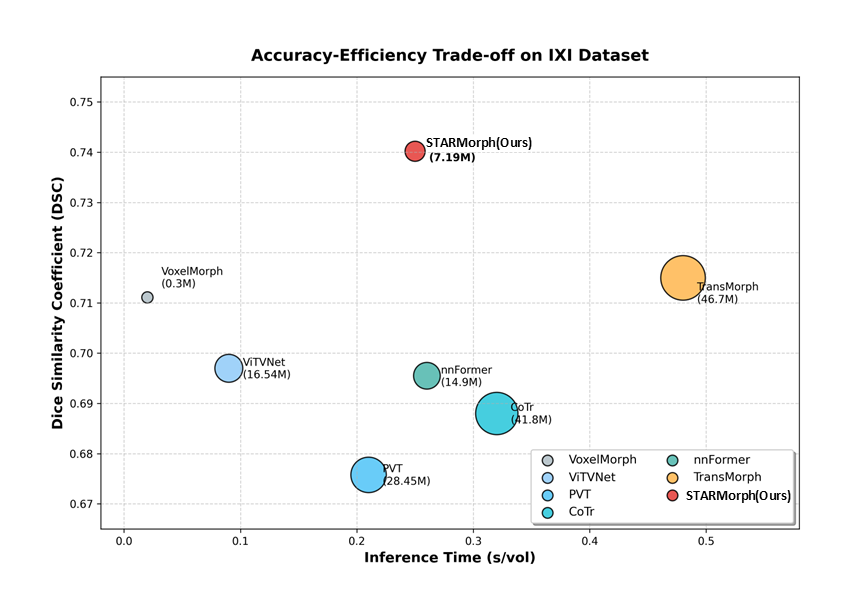 Accuracy-Efficiency Trade-off on IXI Dataset
Dice Similarity Coefficient (DSC)
0.75
0.74
0.73
0.72
0.71
0.70
0.69
0.68
0.67
STARMorph(Ours)
(7.19M)
VoxelMorph
(0.3M)
TransMorph
(46.7M)
ViTVNet
(16.54M)
nnFormer
(14.9M)
CoTr
(41.8M)
PVT
(28.45M)
VoxelMorph
ViTVNet
PVT
CoTr
nnFormer
TransMorph
STARMorph(Ours)
0.0 0.1 0.2 0.3 0.4 0.5
Inference Time (s/vol)